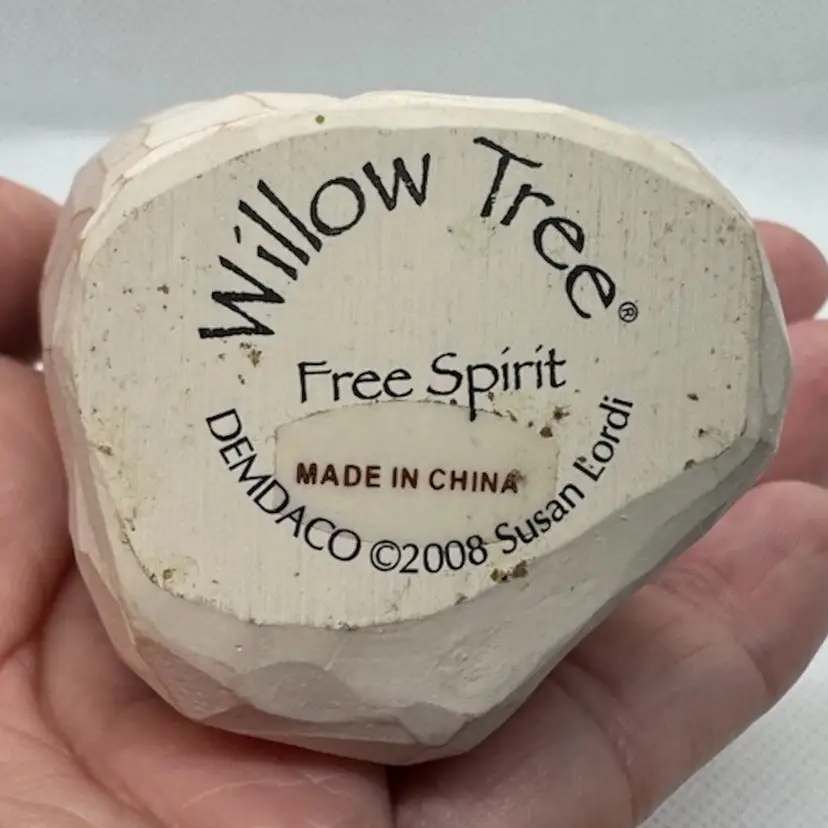 Willow Tree®
Free Spirit
MADE IN CHINA
DEMDACO ©2008 Susan Lordi